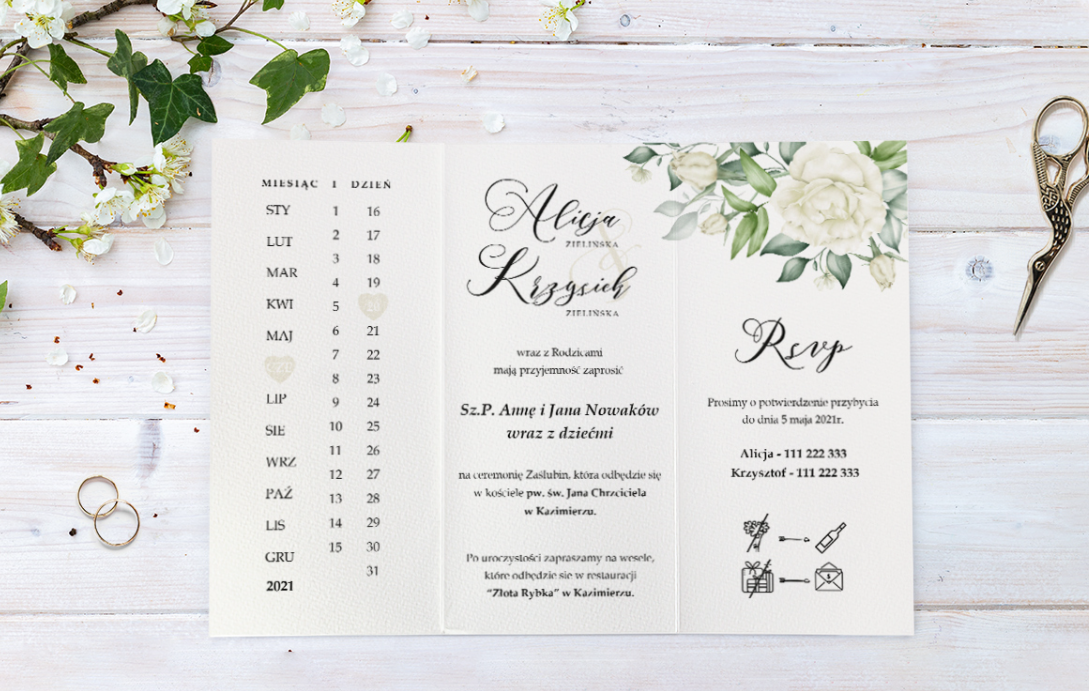 MIESIĄC I DZIEŃ
STY 1 16
LUT 2 17
MAR 3 18
KWI 4 19
MAJ 5 20
CZE 6 21
LIP 7 22
SIE 8 23
WRZ 9 24
PAŹ 10 25
LIS 11 26
GRU 12 27
2021 13 28
14 29
15 30
31
Alicja
ZIELIŃSKA
&
Krzysiek
ZIELIŃSKA
wraz z Rodzicami
mają przyjemność zaprosić
Sz.P. Annę i Jana Nowaków
wraz z dziećmi
na ceremonię Zaślubin, która odbędzie się
w kościele pw. św. Jana Chrzciciela
w Kazimierzu.
Po uroczystości zapraszamy na wesele,
które odbędzie się w restauracji
“Złota Rybka” w Kazimierzu.
Rsvp
Prosimy o potwierdzenie przybycia
do dnia 5 maja 2021r.
Alicja - 111 222 333
Krzysztof - 111 222 333